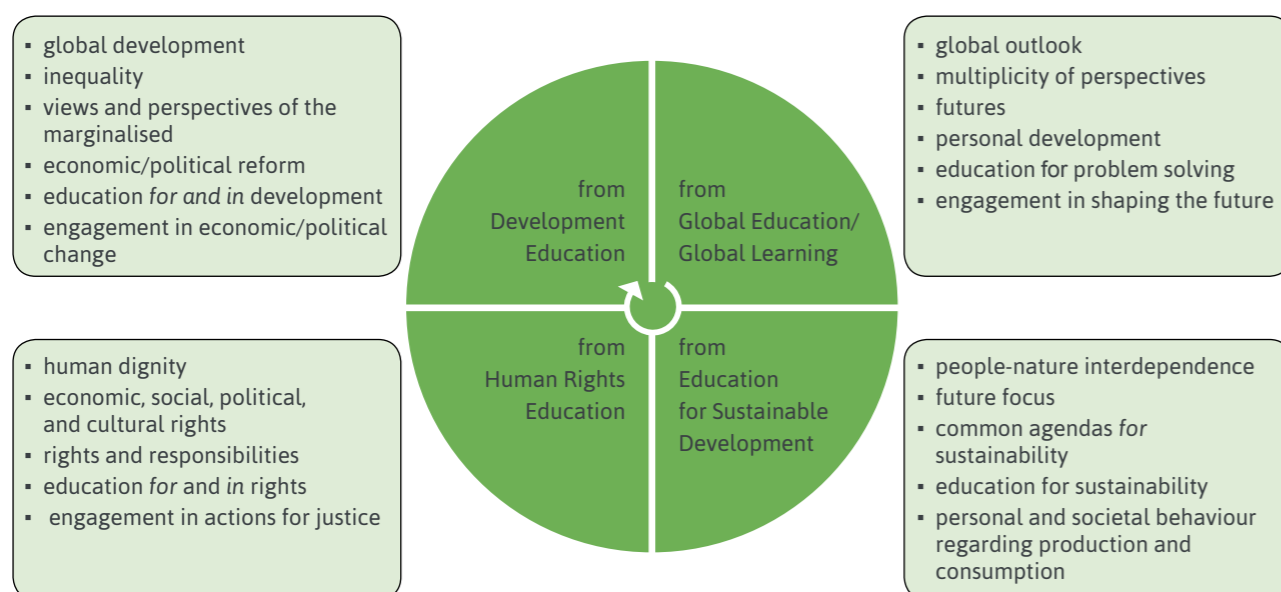 ▪ global development
▪ inequality
▪ views and perspectives of the
marginalised
▪ economic/political reform
▪ education for and in development
▪ engagement in economic/political
change
▪ global outlook
▪ multiplicity of perspectives
▪ futures
▪ personal development
▪ education for problem solving
▪ engagement in shaping the future
from
Development
Education
from
Global Education/
Global Learning
from
Human Rights
Education
from
Education
for Sustainable
Development
▪ human dignity
▪ economic, social, political,
and cultural rights
▪ rights and responsibilities
▪ education for and in rights
▪ engagement in actions for justice
▪ people-nature interdependence
▪ future focus
▪ common agendas for
sustainability
▪ education for sustainability
▪ personal and societal behaviour
regarding production and
consumption